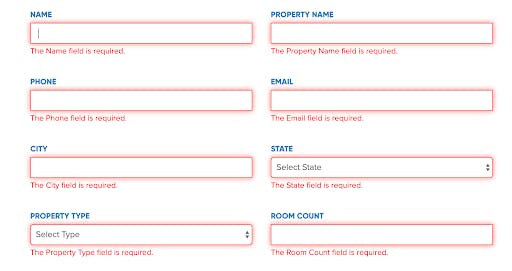 NAME
PROPERTY NAME
The Name field is required.
The Property Name field is required.
PHONE
EMAIL
The Phone field is required.
The Email field is required.
CITY
STATE
Select State
The City field is required.
The State field is required.
PROPERTY TYPE
ROOM COUNT
Select Type
The Property Type field is required.
The Room Count field is required.